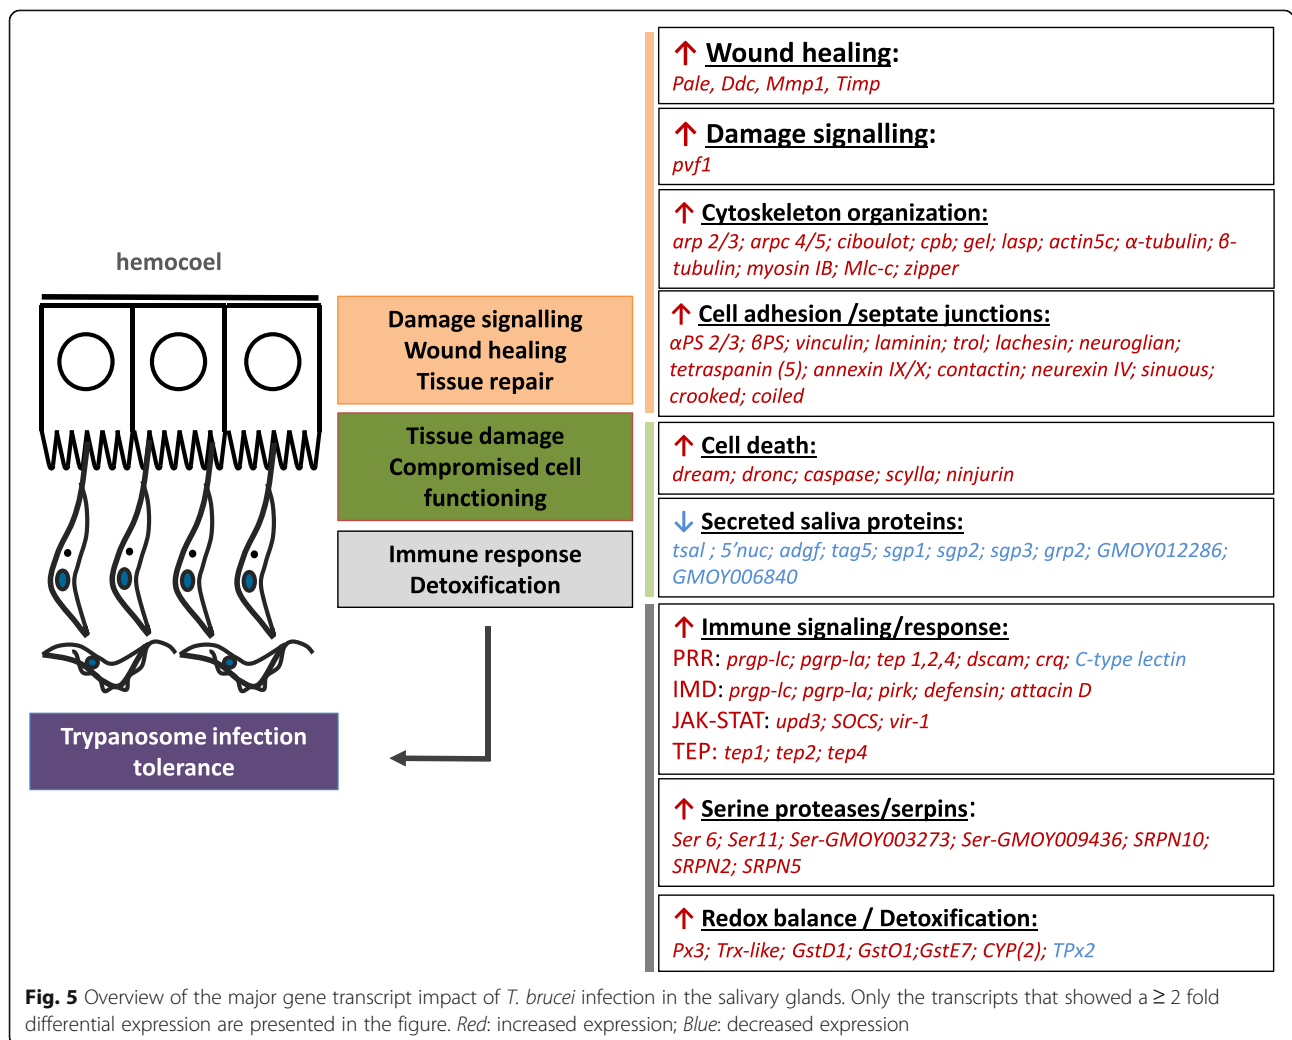 hemocoel
Damage signalling
Wound healing
Tissue repair
Tissue damage
Compromised cell
functioning
Immune response
Detoxification
Trypanosome infection
tolerance
↑ Wound healing:
Pale, Ddc, Mmp1, Timp
↑ Damage signalling:
pvf1
↑ Cytoskeleton organization:
arp 2/3; arpc 4/5; ciboulot; cpb; gel; lasp; actin5c; α-tubulin; β-
tubulin; myosin IB; Mlc-c; zipper
↑ Cell adhesion /septate junctions:
αPS 2/3; βPS; vinculin; laminin; trol; lachesin; neuroglian;
tetraspanin (5); annexin IX/X; contactin; neurexin IV; sinuous;
crooked; coiled
↑ Cell death:
dream; dronc; caspase; scylla; ninjurin
↓ Secreted saliva proteins:
tsal ; 5’nuc; adgf; tag5; sgp1; sgp2; sgp3; grp2; GMOY012286;
GMOY006840
↑ Immune signaling/response:
PRR: prgp-lc; pgrp-la; tep 1,2,4; dscam; crq; C-type lectin
IMD: prgp-lc; pgrp-la; pirk; defensin; attacin D
JAK-STAT: upd3; SOCS; vir-1
TEP: tep1; tep2; tep4
↑ Serine proteases/serpins:
Ser 6; Ser11; Ser-GMOY003273; Ser-GMOY009436; SRPN10;
SRPN2; SRPN5
↑ Redox balance / Detoxification:
Px3; Trx-like; GstD1; GstO1;GstE7; CYP(2); TPx2
Fig. 5 Overview of the major gene transcript impact of T. brucei infection in the salivary glands. Only the transcripts that showed a ≥ 2 fold
differential expression are presented in the figure. Red: increased expression; Blue: decreased expression